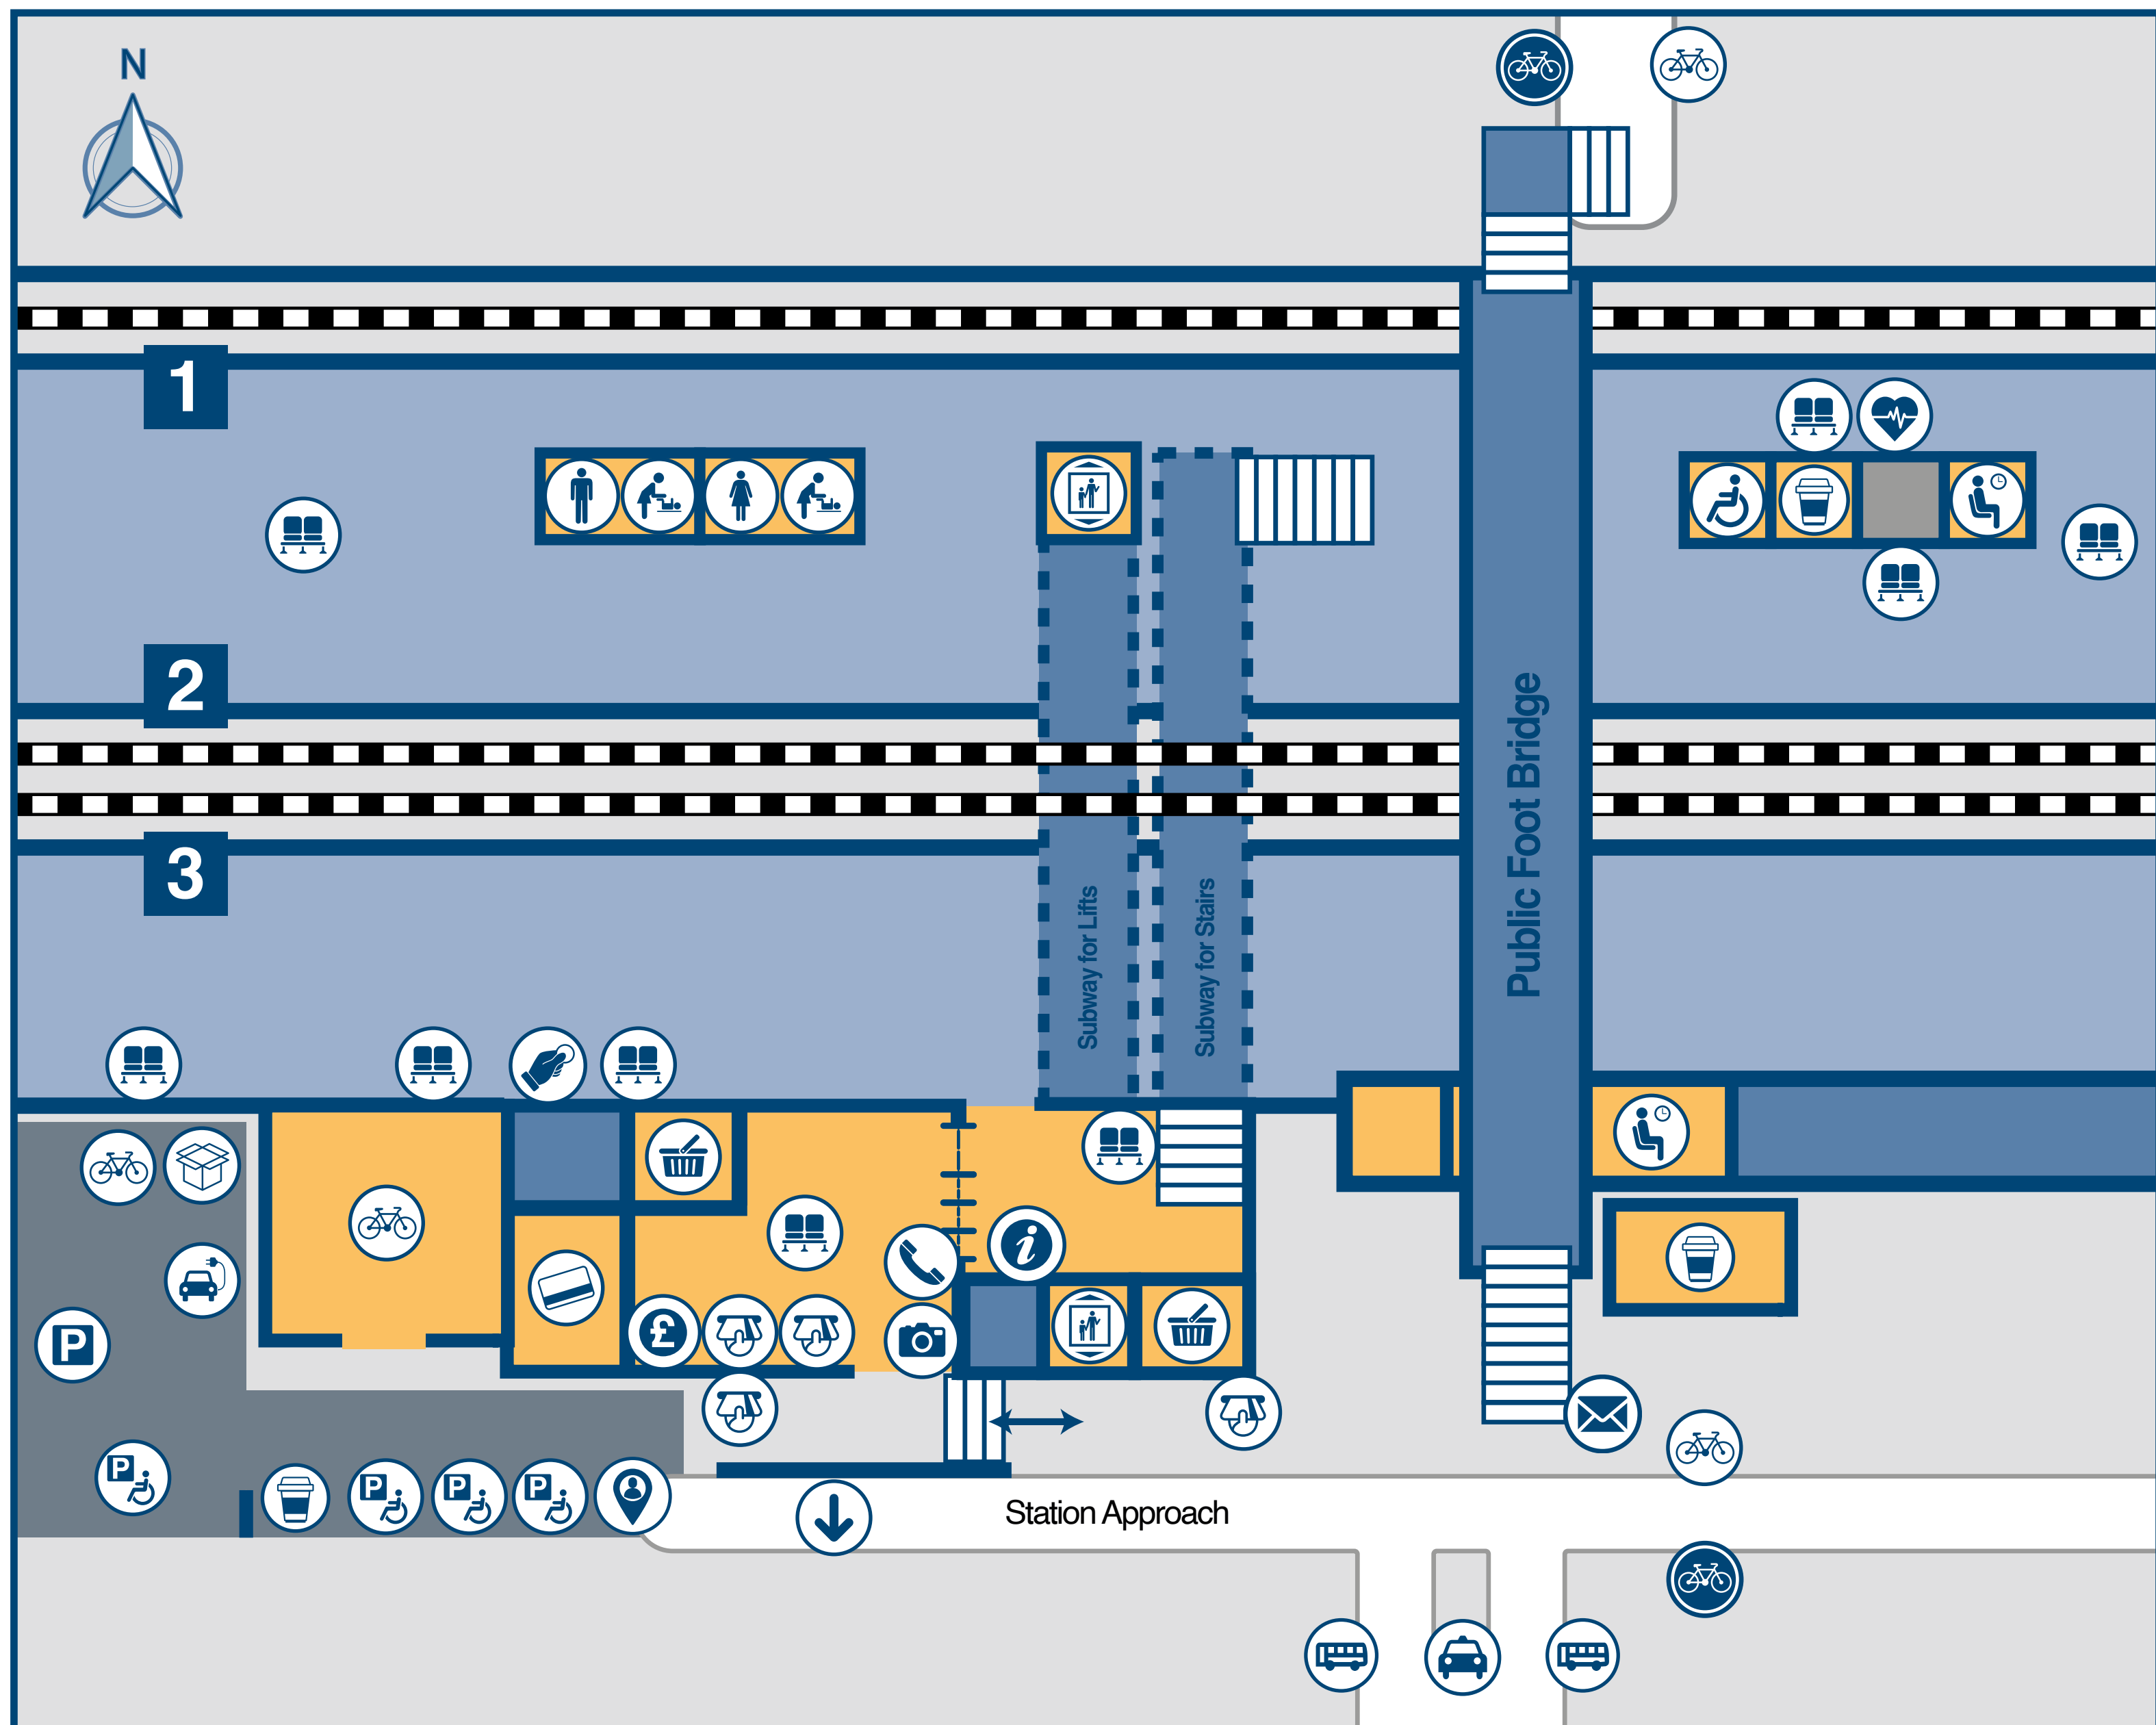 N
1
2
3
Public Foot Bridge
Subway for Lifts
Subway for Stairs
£
i
P
P
P
P
P
Station Approach